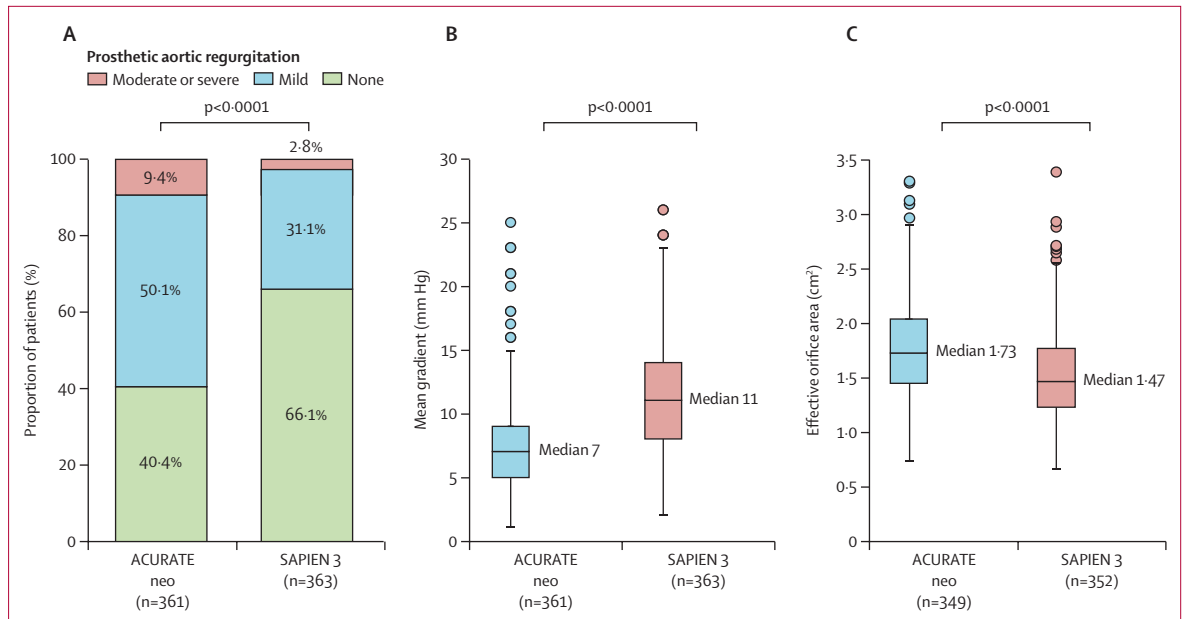 A
Prosthetic aortic regurgitation
Moderate or severe Mild None
p<0·0001
2·8%
Proportion of patients (%)
100
80
60
40
20
0
9·4%
50·1%
40·4%
31·1%
66·1%
ACURATE
neo
(n=361)
SAPIEN 3
(n=363)
B
p<0·0001
Mean gradient (mm Hg)
30
25
20
15
10
5
0
Median 7
Median 11
ACURATE
neo
(n=361)
SAPIEN 3
(n=363)
C
p<0·0001
Effective orifice area (cm²)
3·5
3·0
2·5
2·0
1·5
1·0
0·5
0
Median 1·73
Median 1·47
ACURATE
neo
(n=349)
SAPIEN 3
(n=352)